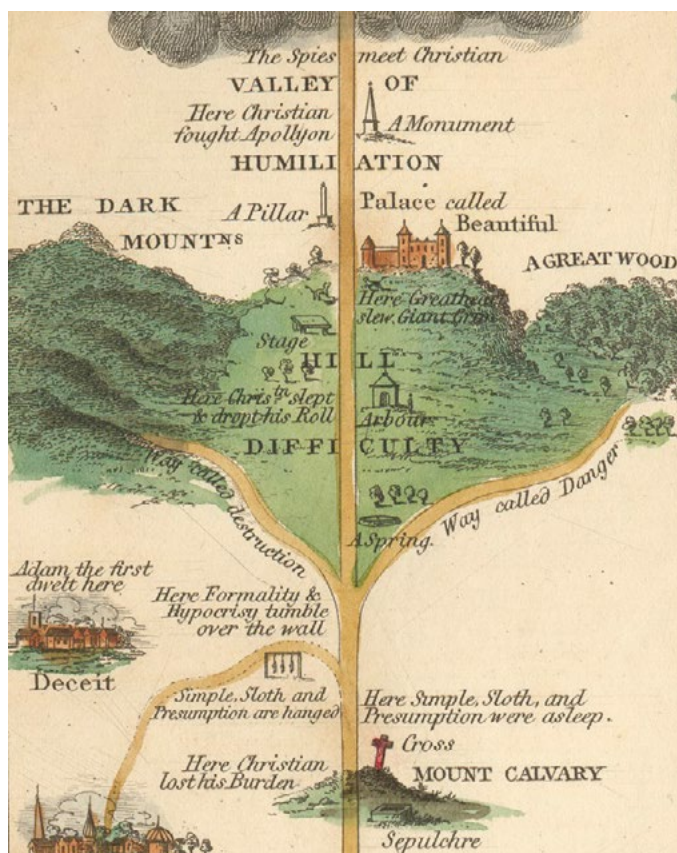 The Spies meet Christian
VALLEY OF
Here Christian
fought Apollyon
A Monument
HUMILIATION
THE DARK
MOUNTNS
A Pillar
Palace called
Beautiful
A GREAT WOOD
Here Greatheart
slew Giant Grim
Stage
HILL
Here Christn slept
& dropt his Roll
Arbour
DIFFICULTY
Way called destruction
Way called Danger
A Spring.
Adam the first
dwelt here
Deceit
Here Formality &
Hypocrisy tumble
over the wall
Simple, Sloth and
Presumption are hanged
Here Simple, Sloth, and
Presumption were asleep.
Cross
Here Christian
lost his Burden
MOUNT CALVARY
Sepulchre